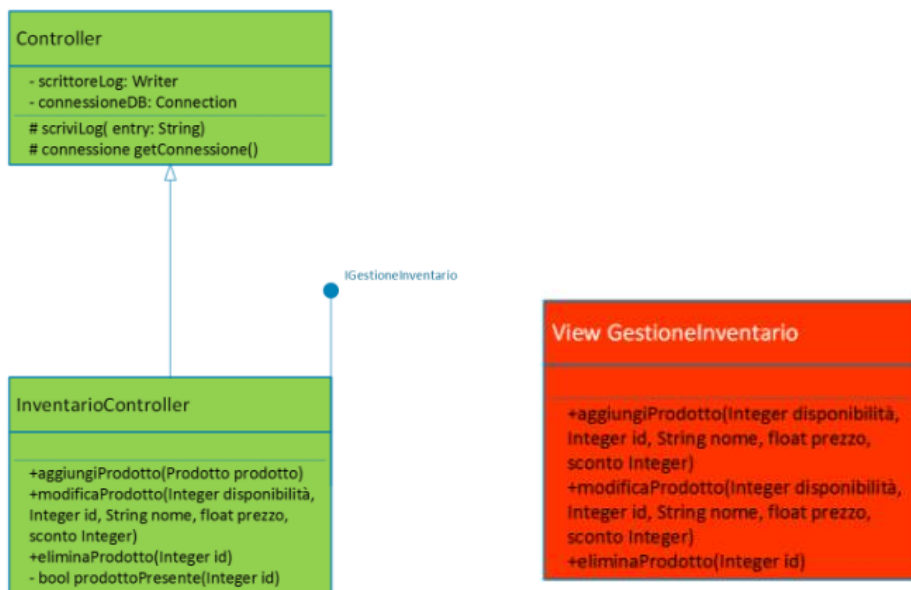 Controller
- scrittoreLog: Writer
- connessioneDB: Connection
# scriviLog( entry: String)
# connessione getConnessione()
IGestioneInventario
InventarioController
+aggiungiProdotto(Prodotto prodotto)
+modificaProdotto(Integer disponibilità,
Integer id, String nome, float prezzo,
sconto Integer)
+eliminaProdotto(Integer id)
- bool prodottoPresente(Integer id)
View GestioneInventario
+aggiungiProdotto(Integer disponibilità,
Integer id, String nome, float prezzo,
sconto Integer)
+modificaProdotto(Integer disponibilità,
Integer id, String nome, float prezzo,
sconto Integer)
+eliminaProdotto(Integer id)